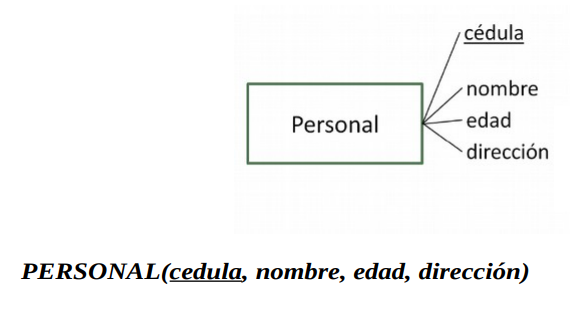 cédula
nombre
Personal
edad
dirección
PERSONAL(cedula, nombre, edad, dirección)